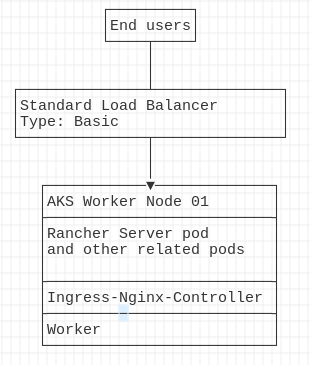 End users
Standard Load Balancer
Type: Basic
AKS Worker Node 01
Rancher Server pod
and other related pods
Ingress-Nginx-Controller
Worker